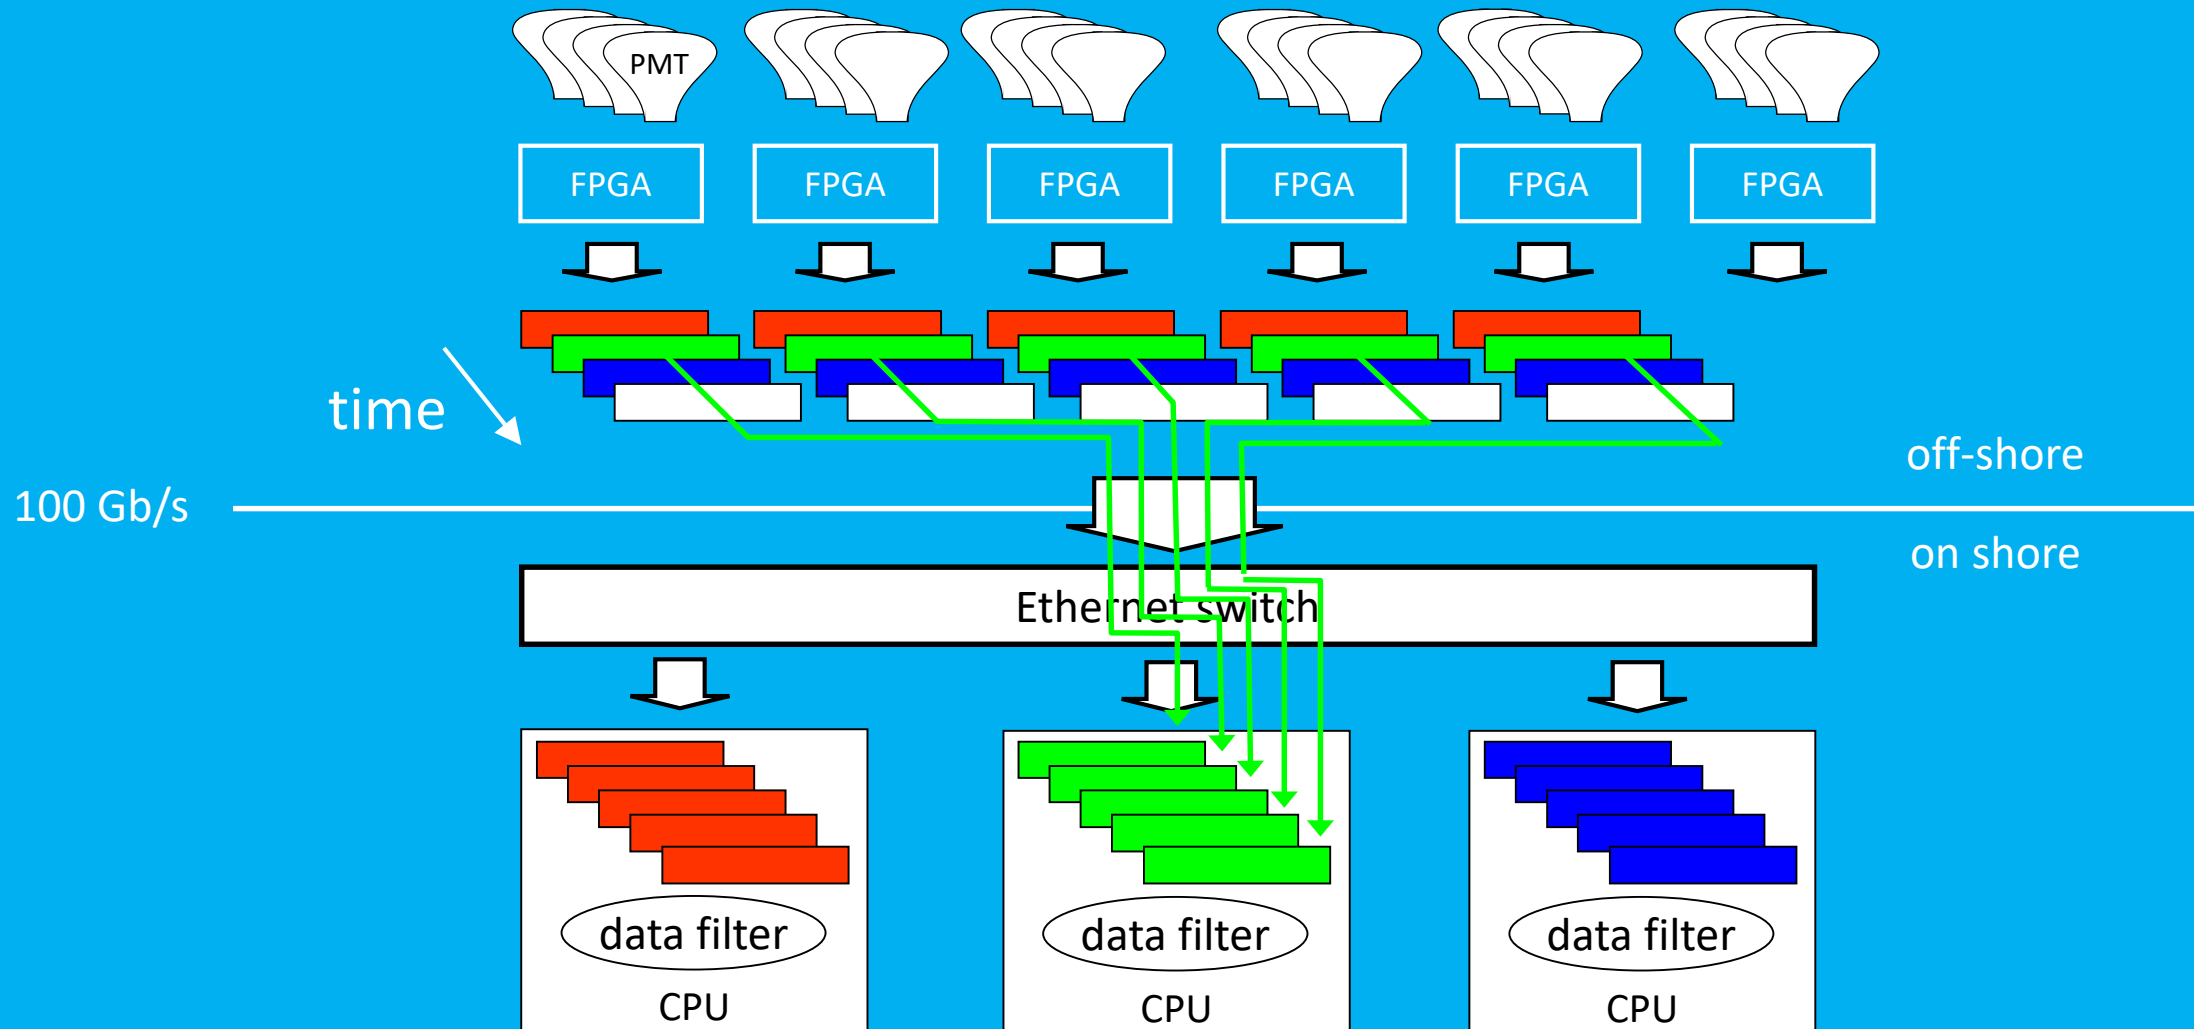 PMT
FPGA FPGA FPGA FPGA FPGA FPGA
time
off-shore
100 Gb/s
on shore
Ethernet switch
data filter data filter data filter
CPU CPU CPU